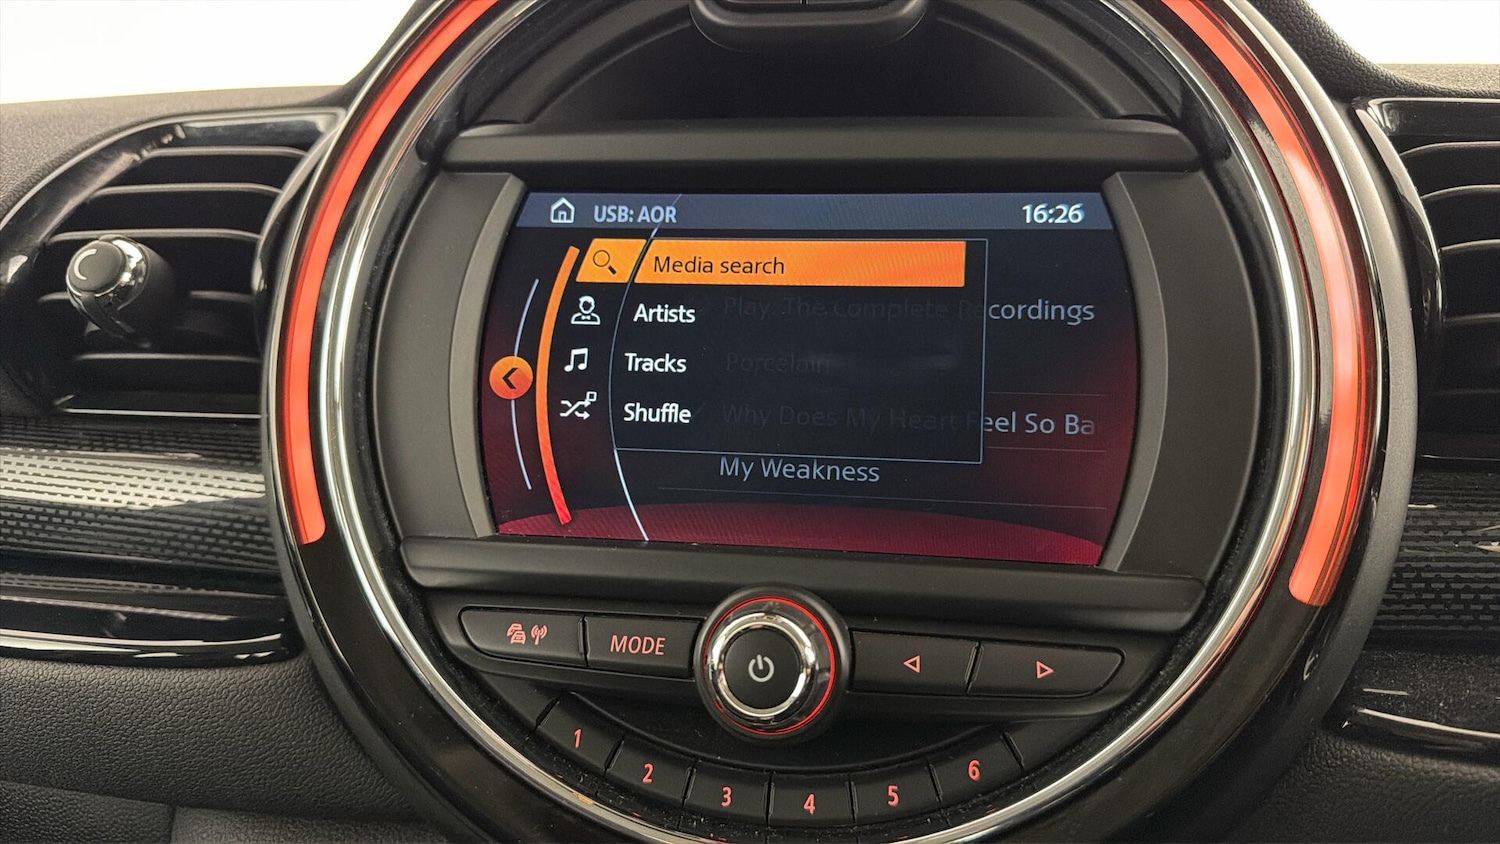 USB: AOR 16:26
Media search
Artists
Play: The Complete Recordings
Tracks
Porcelain
Shuffle
Why Does My Heart Feel So Ba
My Weakness
MODE
1 2 3 4 5 6